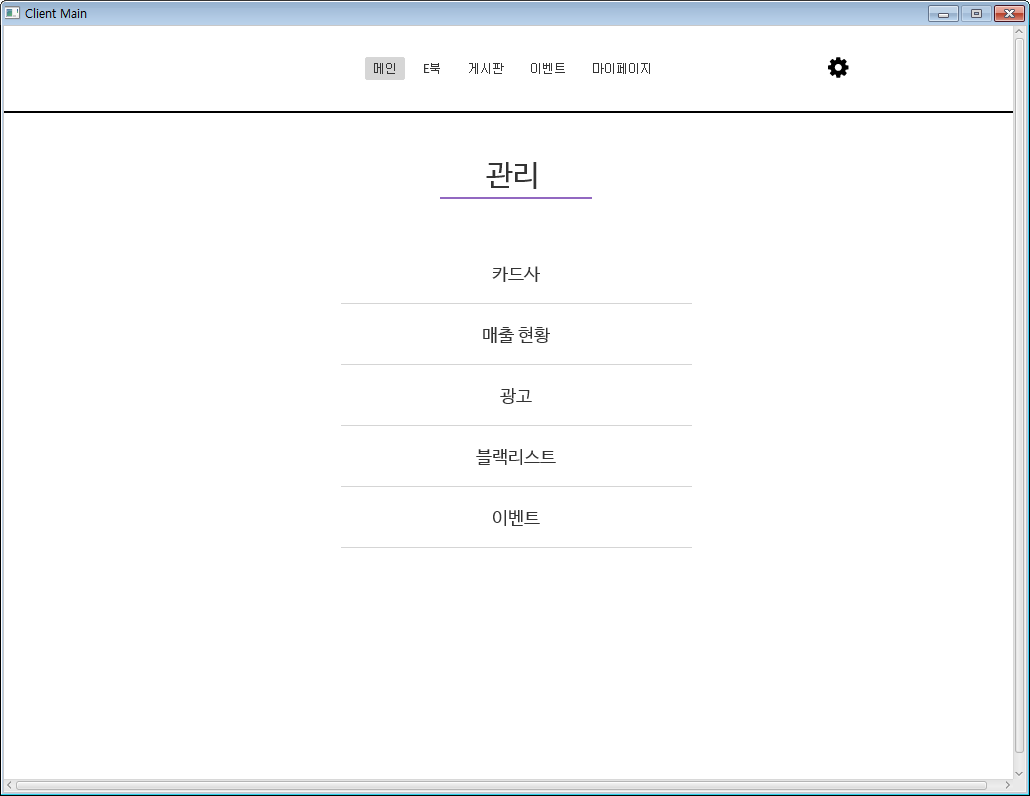 Client Main
메인 E북 게시판 이벤트 마이페이지
관리
카드사
매출 현황
광고
블랙리스트
이벤트